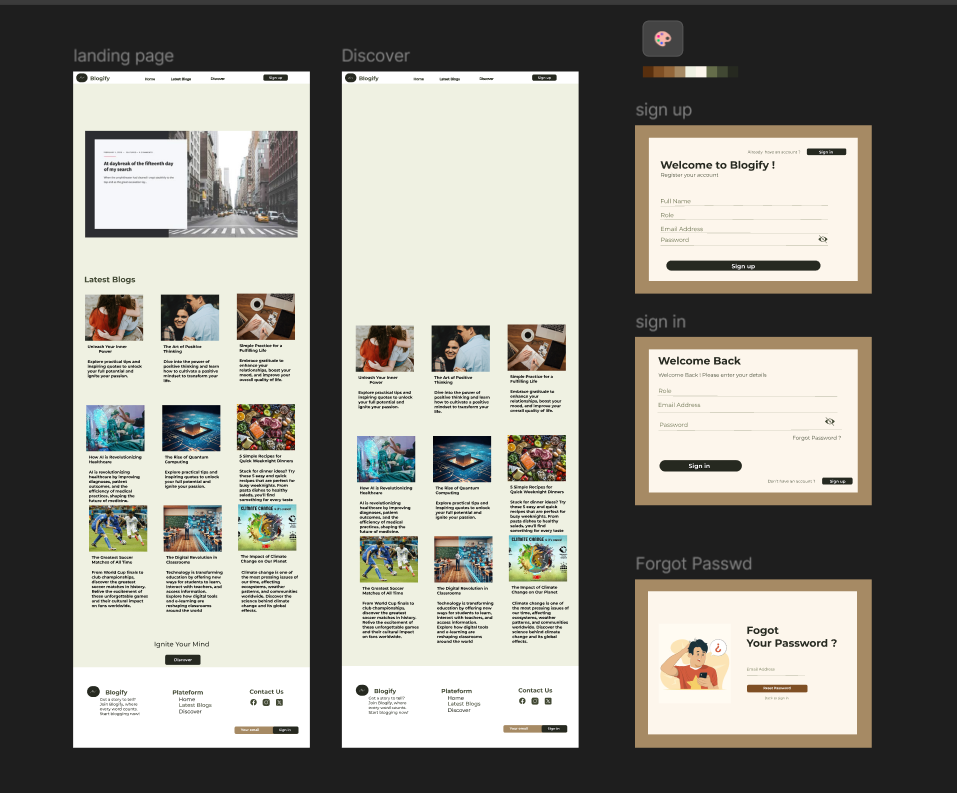 landing page
Blogify
Home
Latest Blogs
Discover
Sign up
At daybreak of the fifteenth day
of my search
Latest Blogs
Unleash Your Inner
Power
Explore practical tips and
inspiring quotes to unlock
your full potential and
ignite your passion.
The Art of Positive
Thinking
Dive into the power of
positive thinking and learn
how to cultivate a positive
mindset to transform your
life.
Simple Practice for a
Fulfilling Life
Embrace gratitude to
enhance your
relationships, boost your
mood, and improve your
overall quality of life.
How AI is Revolutionizing
Healthcare
AI is revolutionizing
healthcare by improving
diagnoses, patient
outcomes, and the
efficiency of medical
practices, shaping the
future of medicine.
The Rise of Quantum
Computing
Explore practical tips and
inspiring quotes to unlock
your full potential and
ignite your passion.
5 Simple Recipes for
Quick Weeknight Dinners
Stuck for dinner ideas? Try
these 5 easy and quick
recipes that are perfect for
busy weeknights. From
pasta dishes to healthy
salads, you'll find
something for every taste
CLIMATE CHANGE
The Greatest Soccer
Matches of All Time
From World Cup finals to
club championships,
discover the greatest
soccer matches in history.
Relive the excitement of
these unforgettable games
and their cultural impact
on fans worldwide.
The Digital Revolution in
Classrooms
Technology is transforming
education by offering new
ways for students to learn,
interact with teachers, and
access information.
Explore how digital tools
and e-learning are
reshaping classrooms
around the world
The Impact of Climate
Change on Our Planet
Climate change is one of
the most pressing issues of
our time, affecting
ecosystems, weather
patterns, and communities
worldwide. Discover the
science behind climate
change and its global
effects.
Ignite Your Mind
Discover
Blogify
Got a story to tell?
Join Blogify, where
every word counts.
Start blogging now!
Plateform
Home
Latest Blogs
Discover
Contact Us
Your email
Sign in
Discover
Blogify
Home
Latest Blogs
Discover
Sign up
Unleash Your Inner
Power
Explore practical tips and
inspiring quotes to unlock
your full potential and
ignite your passion.
The Art of Positive
Thinking
Dive into the power of
positive thinking and learn
how to cultivate a positive
mindset to transform your
life.
Simple Practice for a
Fulfilling Life
Embrace gratitude to
enhance your
relationships, boost your
mood, and improve your
overall quality of life.
How AI is Revolutionizing
Healthcare
AI is revolutionizing
healthcare by improving
diagnoses, patient
outcomes, and the
efficiency of medical
practices, shaping the
future of medicine.
The Rise of Quantum
Computing
Explore practical tips and
inspiring quotes to unlock
your full potential and
ignite your passion.
5 Simple Recipes for
Quick Weeknight Dinners
Stuck for dinner ideas? Try
these 5 easy and quick
recipes that are perfect for
busy weeknights. From
pasta dishes to healthy
salads, you'll find
something for every taste
CLIMATE CHANGE
The Greatest Soccer
Matches of All Time
From World Cup finals to
club championships,
discover the greatest
soccer matches in history.
Relive the excitement of
these unforgettable games
and their cultural impact
on fans worldwide.
The Digital Revolution in
Classrooms
Technology is transforming
education by offering new
ways for students to learn,
interact with teachers, and
access information.
Explore how digital tools
and e-learning are
reshaping classrooms
around the world
The Impact of Climate
Change on Our Planet
Climate change is one of
the most pressing issues of
our time, affecting
ecosystems, weather
patterns, and communities
worldwide. Discover the
science behind climate
change and its global
effects.
Blogify
Got a story to tell?
Join Blogify, where
every word counts.
Start blogging now!
Plateform
Home
Latest Blogs
Discover
Contact Us
Your email
Sign in
sign up
Already have an account ?
Sign in
Welcome to Blogify !
Register your account
Full Name
Role
Email Address
Password
Sign up
sign in
Welcome Back
Welcome Back ! Please enter your details
Role
Email Address
Password
Forgot Password ?
Sign in
Don't have an account ?
Sign up
Forgot Passwd
Fogot
Your Password ?
Email Address
Reset Password
Back to sign in